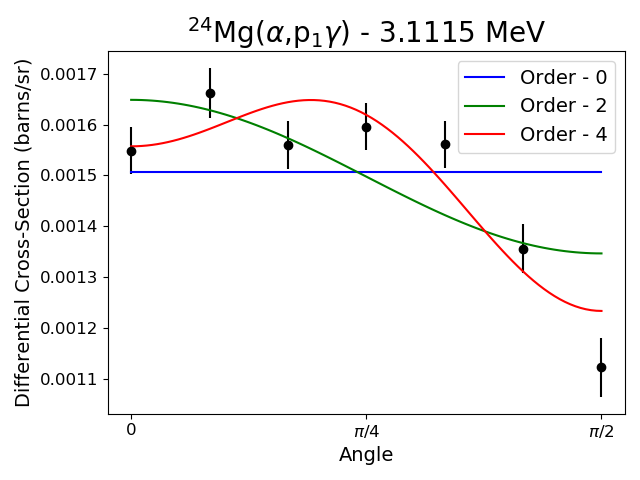 ²⁴Mg(α,p₁γ) - 3.1115 MeV
Order - 0
Order - 2
Order - 4
Differential Cross-Section (barns/sr)
0.0017
0.0016
0.0015
0.0014
0.0013
0.0012
0.0011
0 π/4 π/2
Angle